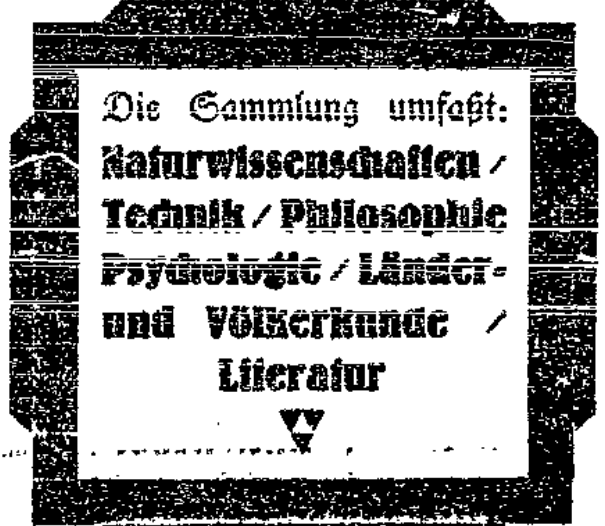 Die Sammlung umfaßt:
Naturwissenschaften /
Technik / Philosophie
Psychologie / Länder-
und Völkerkunde /
Literatur